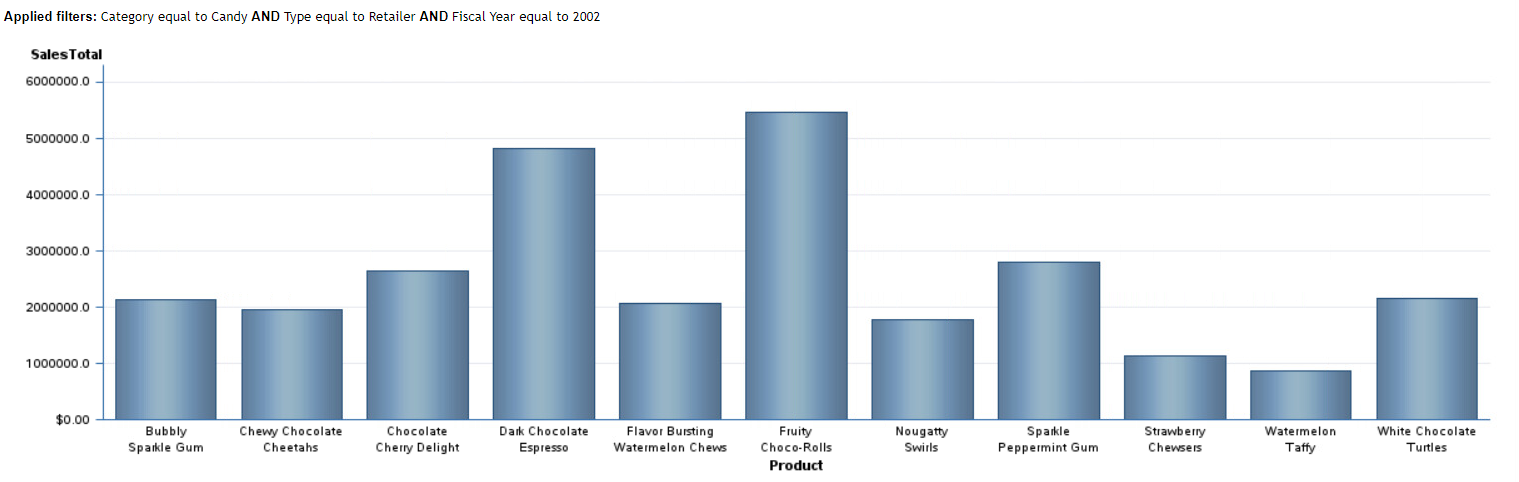 Applied filters: Category equal to Candy AND Type equal to Retailer AND Fiscal Year equal to 2002
SalesTotal
6000000.0
5000000.0
4000000.0
3000000.0
2000000.0
1000000.0
$0.00
Bubbly
Sparkle Gum
Chewy Chocolate
Cheetahs
Chocolate
Cherry Delight
Dark Chocolate
Espresso
Flavor Bursting
Watermelon Chews
Fruity
Choco-Rolls
Nougatty
Swirls
Sparkle
Peppermint Gum
Strawberry
Chewsers
Watermelon
Taffy
White Chocolate
Turtles
Product